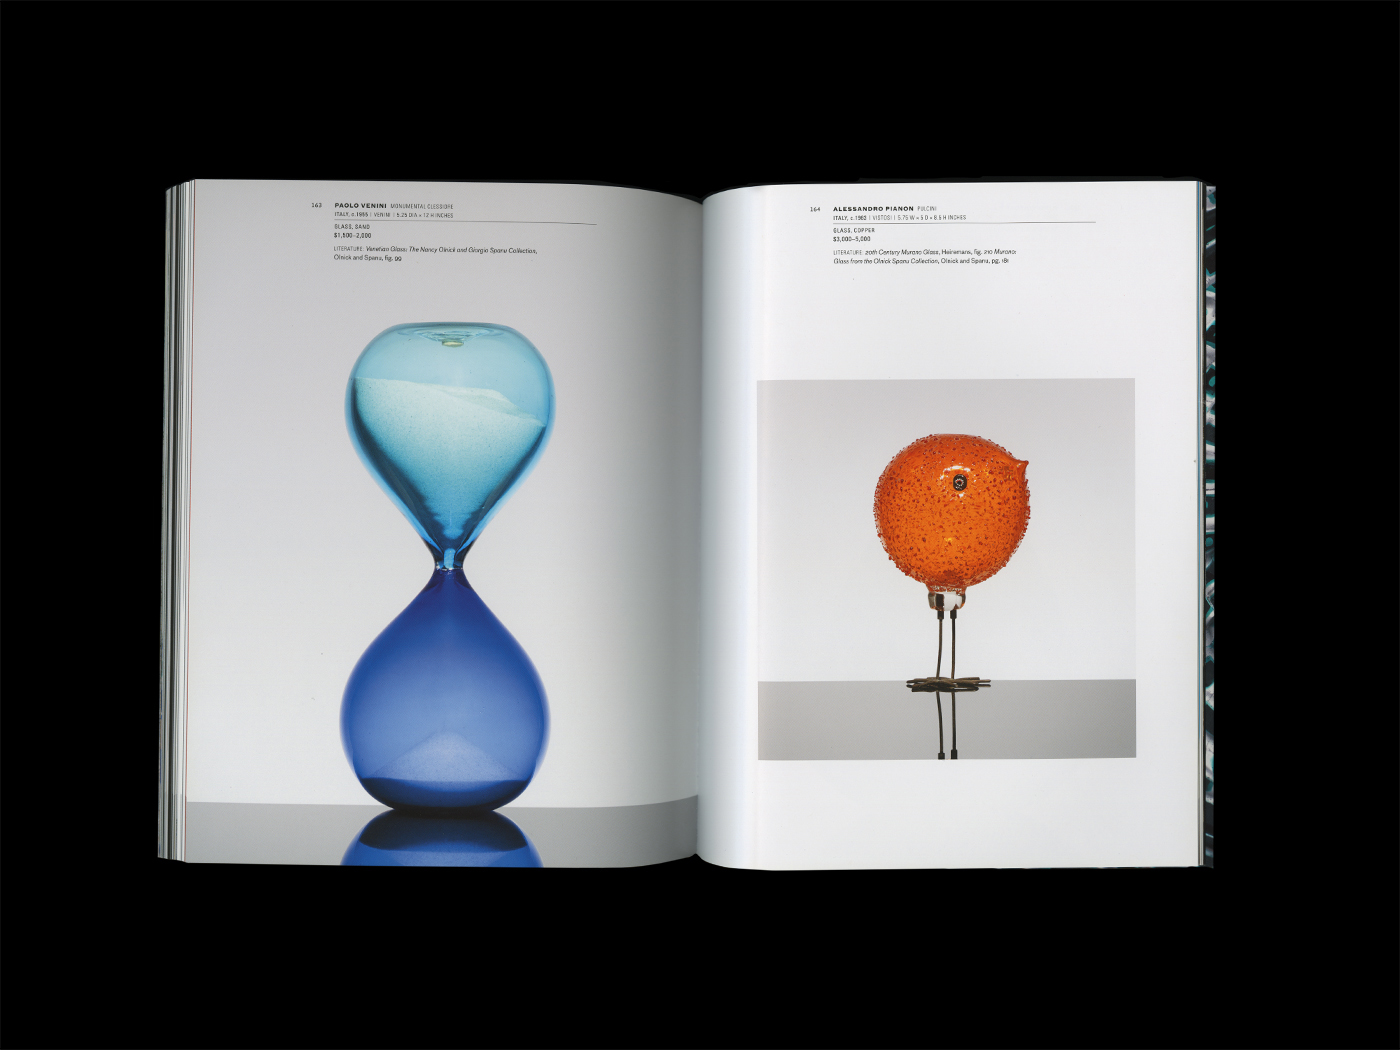 163 PAOLO VENINI MONUMENTAL CLESSIDRE
ITALY, c.1955 | VENINI | 5.25 DIA × 12 H INCHES
GLASS, SAND
$1,500–2,000
LITERATURE: Venetian Glass: The Nancy Olnick and Giorgio Spanu Collection,
Olnick and Spanu, fig. 99
164 ALESSANDRO PIANON PULCINI
ITALY, c.1960 | VISTOSI | 5.75 W × 5 D × 8.5 H INCHES
GLASS, COPPER
$3,000–5,000
LITERATURE: 20th Century Murano Glass, Heiremans, fig. 210 Murano:
Glass from the Olnick Spanu Collection, Olnick and Spanu, pg. 181